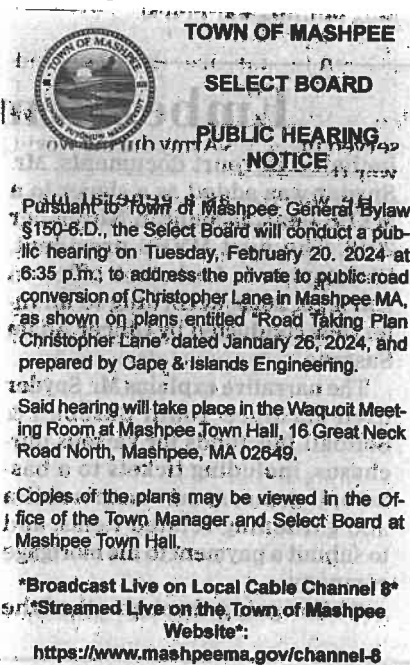 TOWN OF MASHPEE
TOWN OF MASHPEE
SELECT BOARD
PUBLIC HEARING
NOTICE
Pursuant to Town of Mashpee General Bylaw
§150-6.D., the Select Board will conduct a pub-
lic hearing on Tuesday, February 20. 2024 at
6:35 p.m., to address the private to public road
conversion of Christopher Lane in Mashpee MA,
as shown on plans entitled "Road Taking Plan
Christopher Lane" dated January 26, 2024, and
prepared by Cape & Islands Engineering.
Said hearing will take place in the Waquoit Meet-
ing Room at Mashpee Town Hall, 16 Great Neck
Road North, Mashpee, MA 02649.
Copies of the plans may be viewed in the Of-
fice of the Town Manager and Select Board at
Mashpee Town Hall.
*Broadcast Live on Local Cable Channel 8*
*Streamed Live on the Town of Mashpee
Website*:
https://www.mashpeema.gov/channel-8